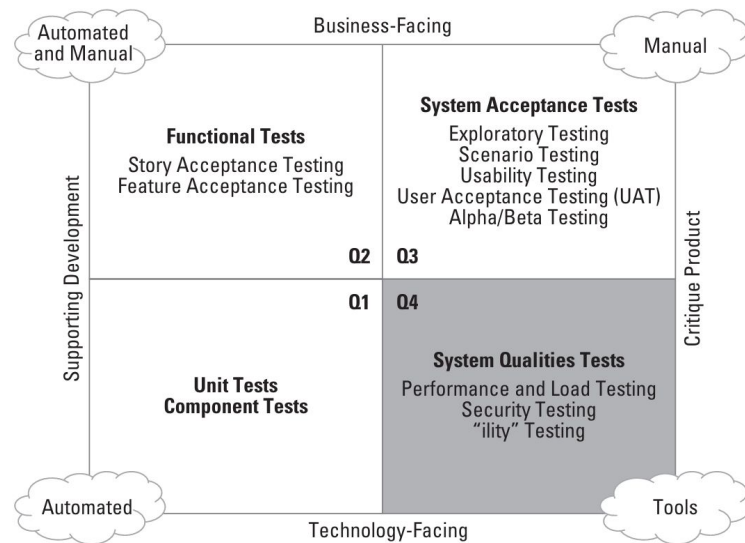 Automated
and Manual
Business-Facing
Manual
Functional Tests
Story Acceptance Testing
Feature Acceptance Testing
Q2
System Acceptance Tests
Exploratory Testing
Scenario Testing
Usability Testing
User Acceptance Testing (UAT)
Alpha/Beta Testing
Q3
Supporting Development
Critique Product
Q1
Unit Tests
Component Tests
Q4
System Qualities Tests
Performance and Load Testing
Security Testing
“ility” Testing
Automated
Technology-Facing
Tools